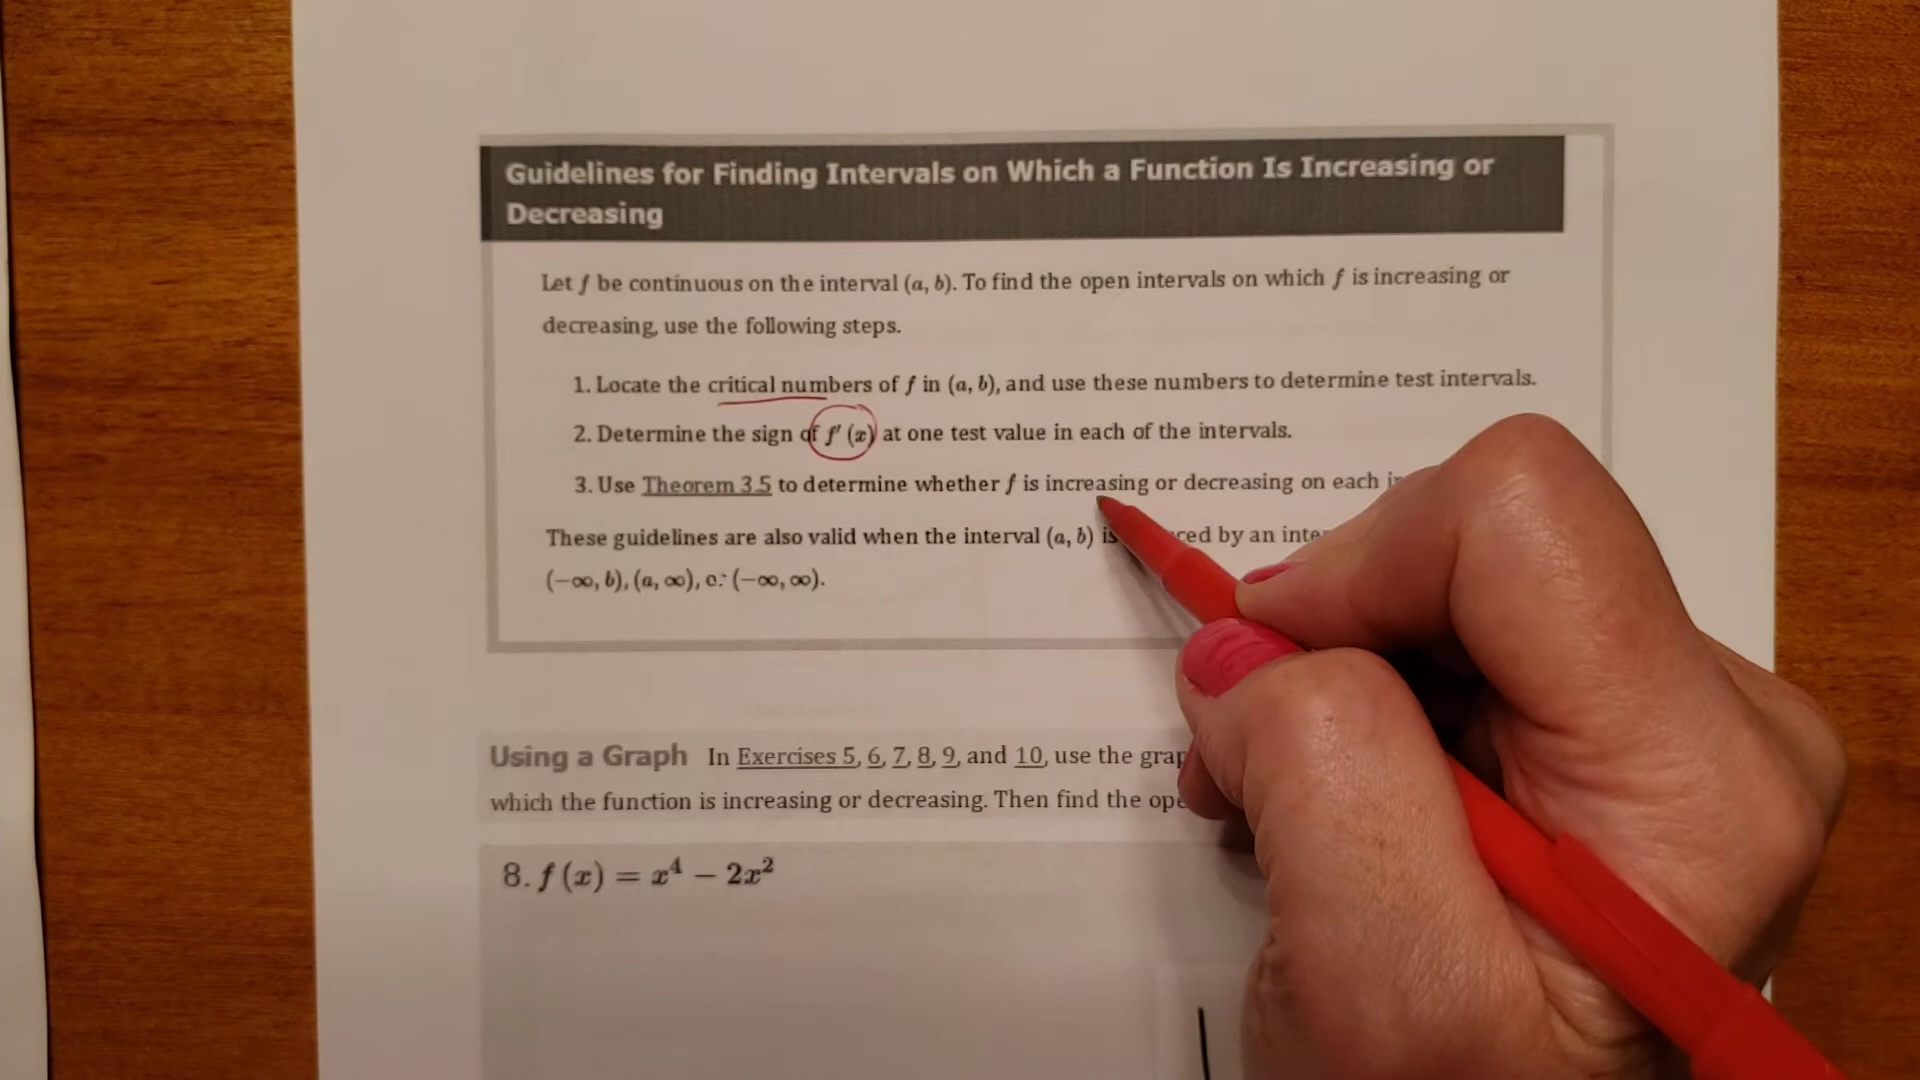 Guidelines for Finding Intervals on Which a Function Is Increasing or
Decreasing
Let f be continuous on the interval (a, b). To find the open intervals on which f is increasing or
decreasing, use the following steps.
1. Locate the critical numbers of f in (a, b), and use these numbers to determine test intervals.
2. Determine the sign of f′ (x) at one test value in each of the intervals.
3. Use Theorem 3.5 to determine whether f is increasing or decreasing on each
These guidelines are also valid when the interval (a, b) is by an
(−∞, b), (a, ∞), or (−∞, ∞).
Using a Graph In Exercises 5, 6, 7, 8, 9, and 10, use the
which the function is increasing or decreasing. Then find the
8. f (x) = x⁴ − 2x²